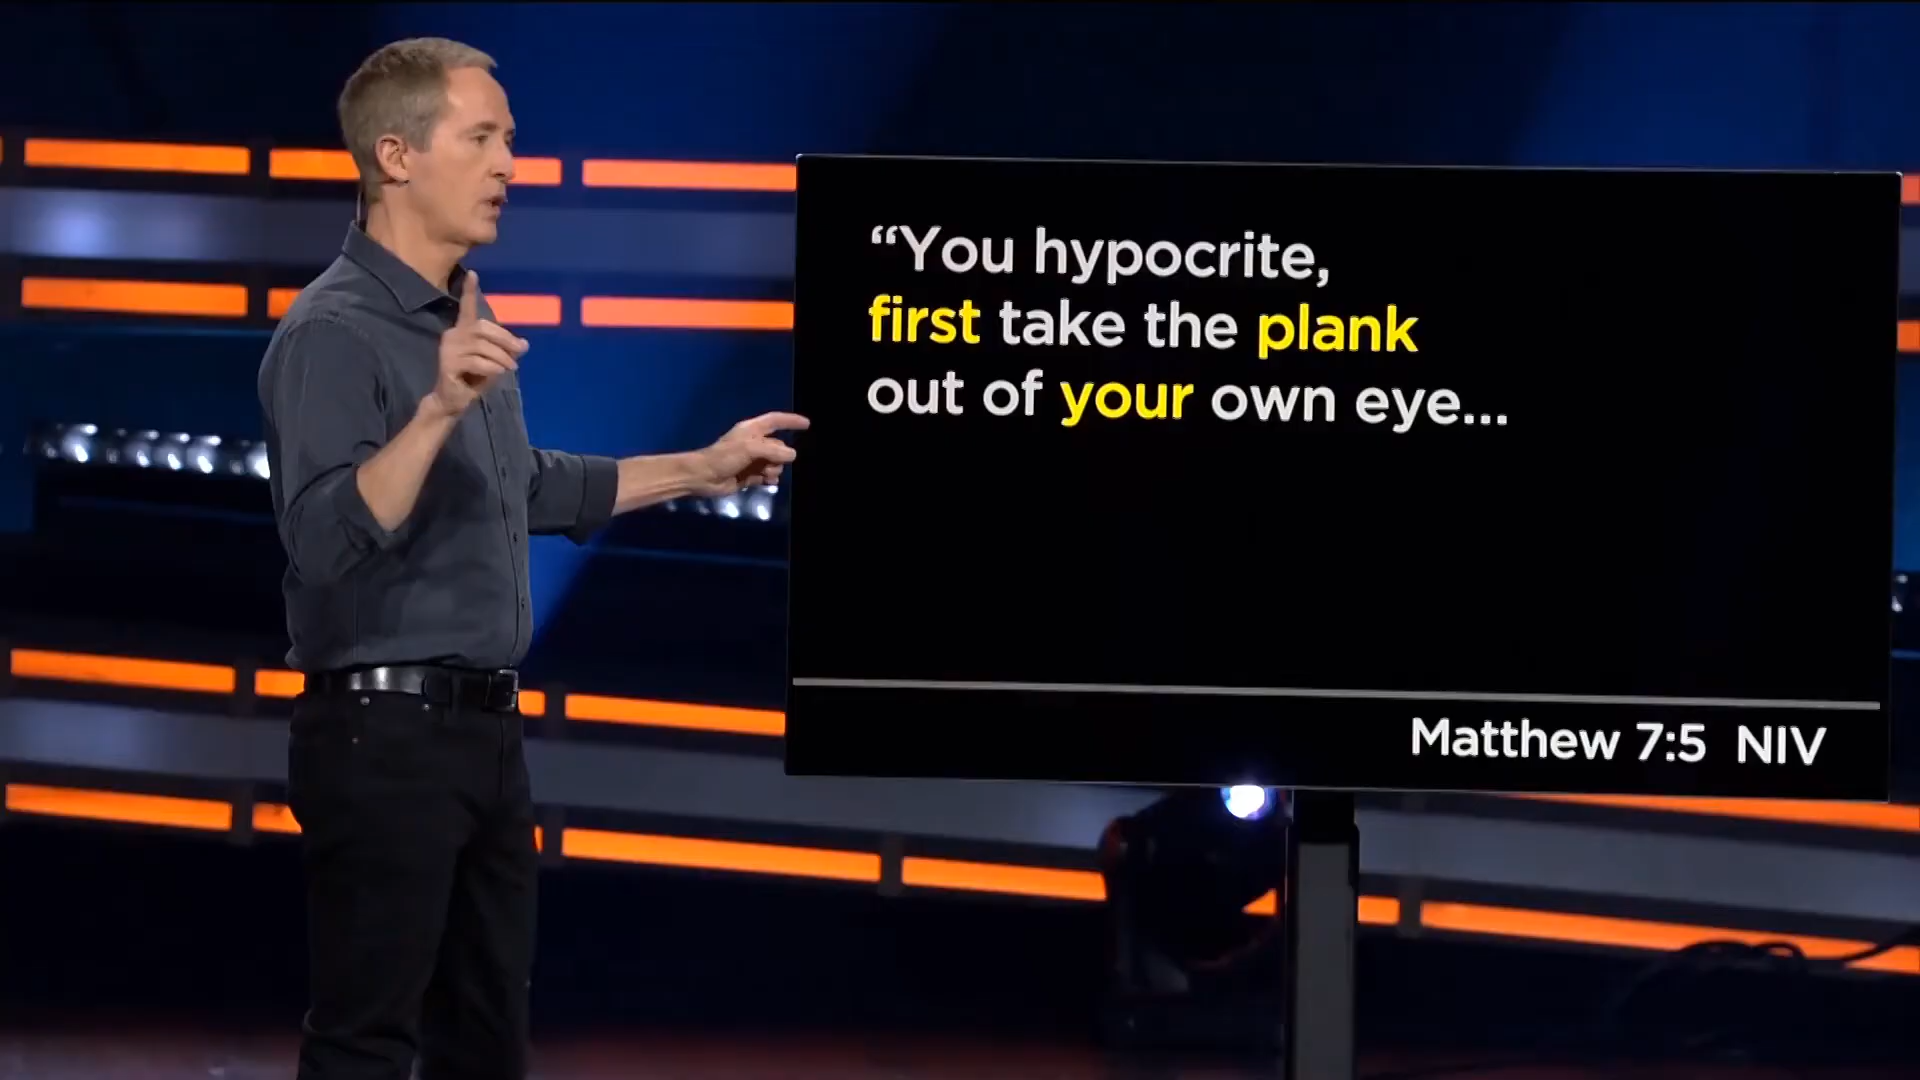 “You hypocrite,
first take the plank
out of your own eye...
Matthew 7:5 NIV